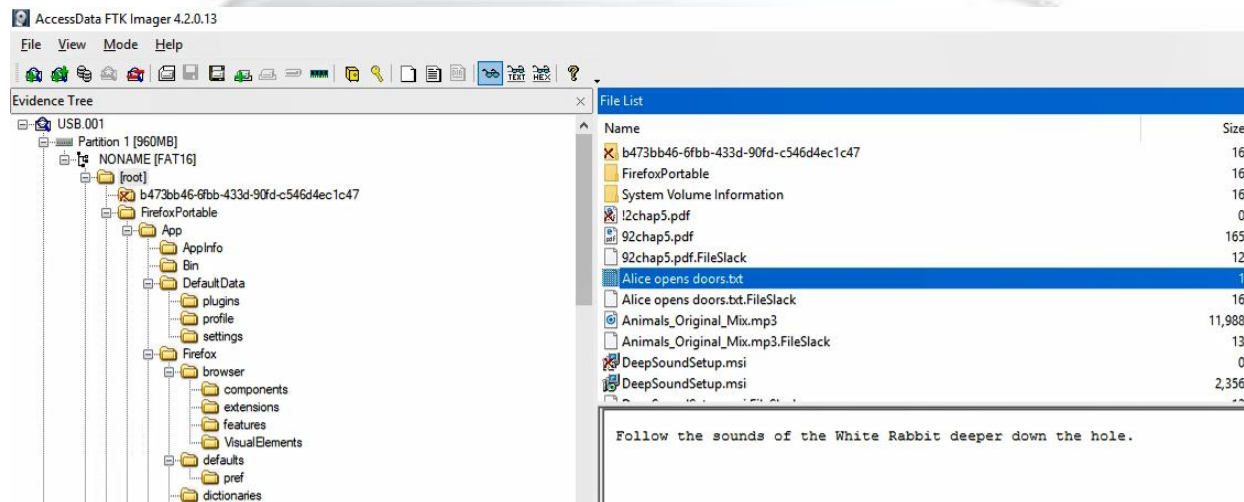 AccessData FTK Imager 4.2.0.13
File View Mode Help
TEXT HEX ?
Evidence Tree
USB.001
Partition 1 [960MB]
NONAME [FAT16]
[root]
b473bb46-6fbb-433d-90fd-c546d4ec1c47
FirefoxPortable
App
AppInfo
Bin
DefaultData
plugins
profile
settings
Firefox
browser
components
extensions
features
VisualElements
defaults
pref
dictionaries
File List
Name Size
b473bb46-6fbb-433d-90fd-c546d4ec1c47 16
FirefoxPortable 16
System Volume Information 16
!2chap5.pdf 0
92chap5.pdf 165
92chap5.pdf.FileSlack 12
Alice opens doors.txt 1
Alice opens doors.txt.FileSlack 16
Animals_Original_Mix.mp3 11,988
Animals_Original_Mix.mp3.FileSlack 13
DeepSoundSetup.msi 0
DeepSoundSetup.msi 2,356
Follow the sounds of the White Rabbit deeper down the hole.